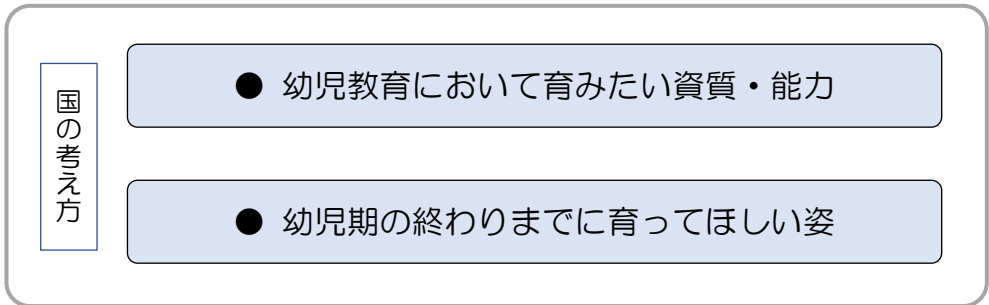 国の考え方
● 幼児教育において育みたい資質・能力
● 幼児期の終わりまでに育ってほしい姿